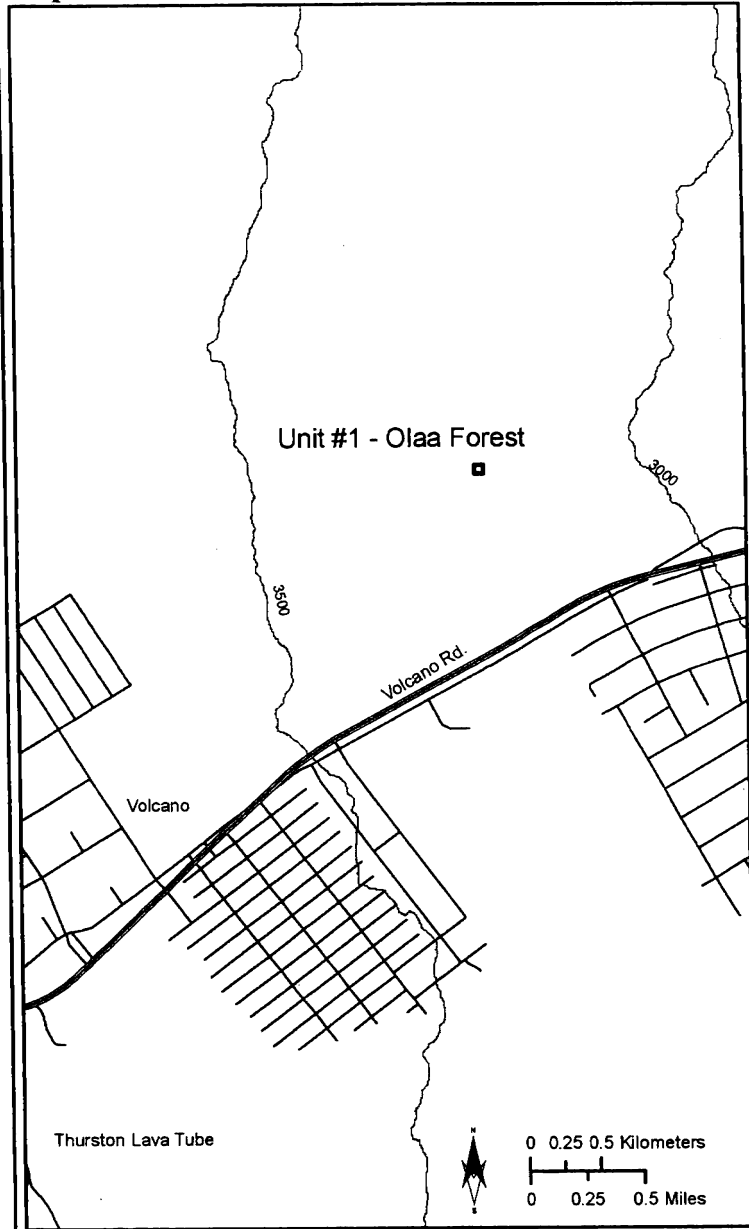 Unit #1 - Olaa Forest
3000
3500
Volcano Rd.
Volcano
Thurston Lava Tube
N
0 0.25 0.5 Kilometers
0 0.25 0.5 Miles
S